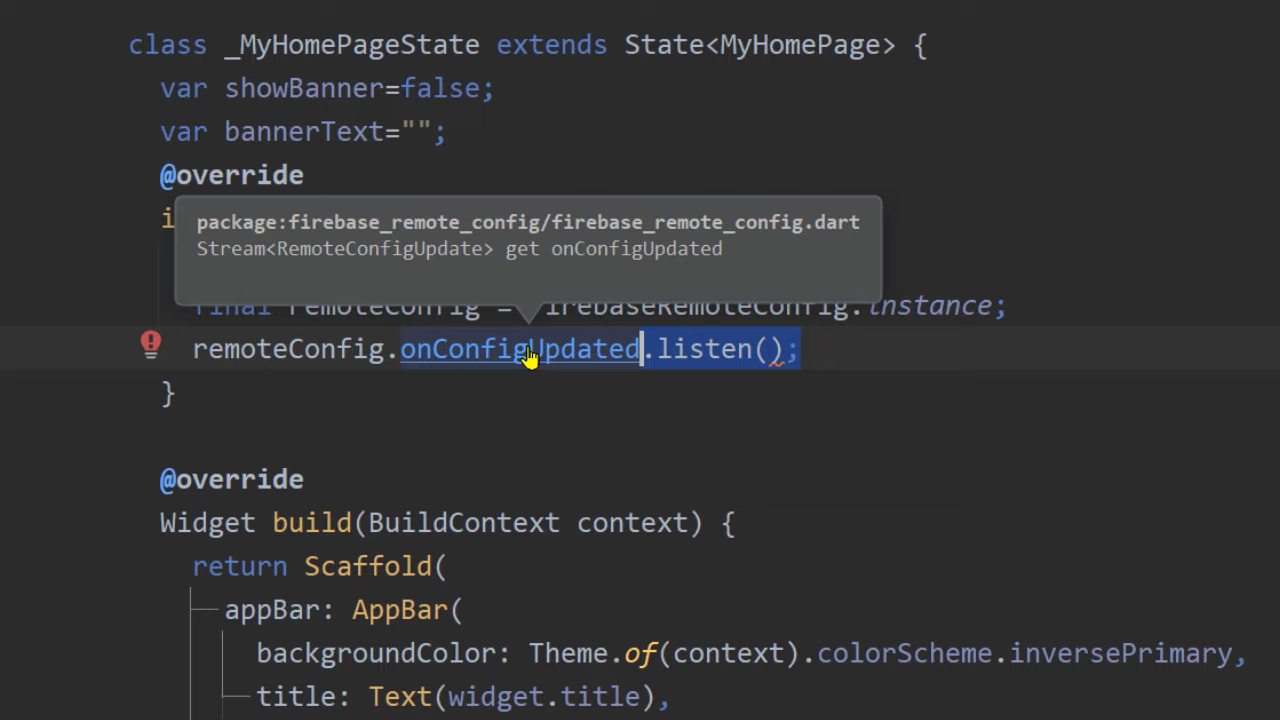 class _MyHomePageState extends State<MyHomePage> {
var showBanner=false;
var bannerText="";
@override
i
package:firebase_remote_config/firebase_remote_config.dart
Stream<RemoteConfigUpdate> get onConfigUpdated
final remoteConfig = FirebaseRemoteConfig.instance;
remoteConfig.onConfigUpdated.listen();
}
@override
Widget build(BuildContext context) {
return Scaffold(
appBar: AppBar(
backgroundColor: Theme.of(context).colorScheme.inversePrimary,
title: Text(widget.title),